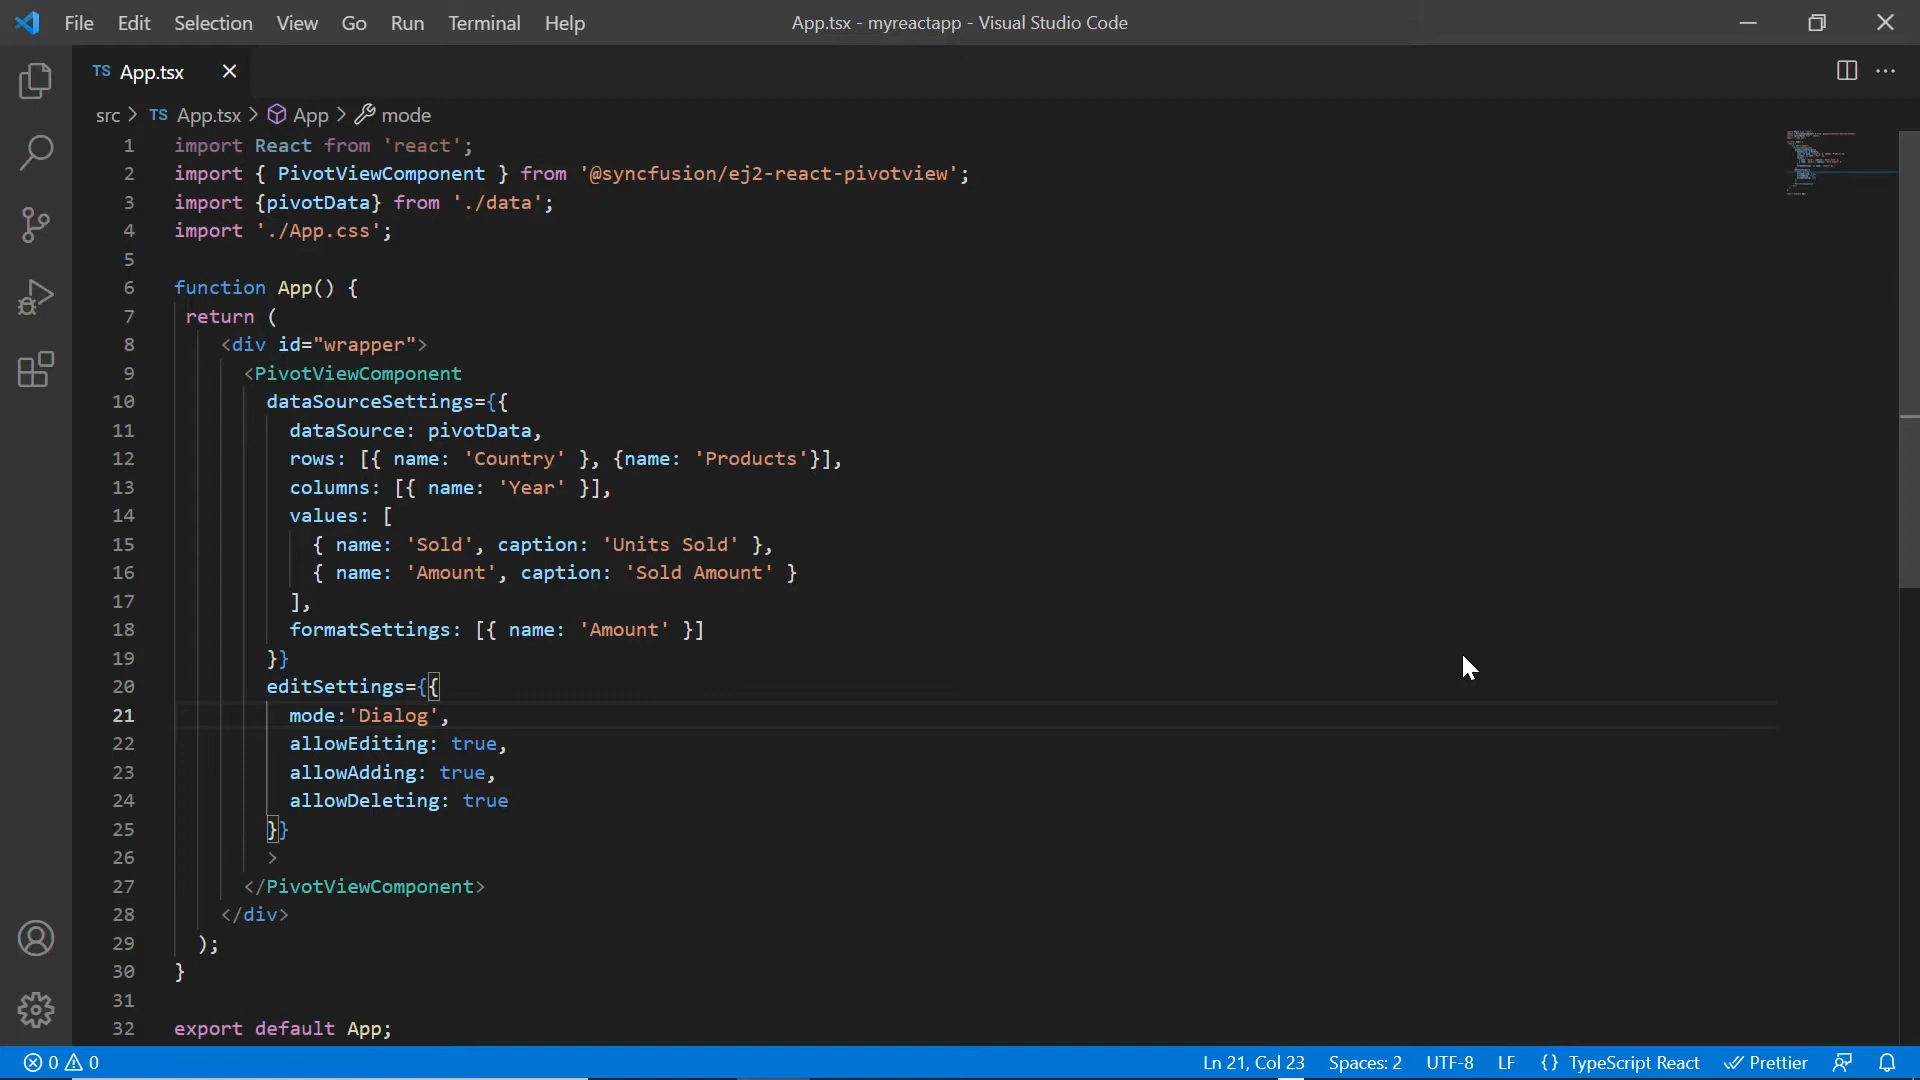 File Edit Selection View Go Run Terminal Help App.tsx - myreactapp - Visual Studio Code
TS App.tsx
src > TS App.tsx > App > mode
1 import React from 'react';
2 import { PivotViewComponent } from '@syncfusion/ej2-react-pivotview';
3 import {pivotData} from './data';
4 import './App.css';
5
6 function App() {
7 return (
8 <div id="wrapper">
9 <PivotViewComponent
10 dataSourceSettings={{
11 dataSource: pivotData,
12 rows: [{ name: 'Country' }, {name: 'Products'}],
13 columns: [{ name: 'Year' }],
14 values: [
15 { name: 'Sold', caption: 'Units Sold' },
16 { name: 'Amount', caption: 'Sold Amount' }
17 ],
18 formatSettings: [{ name: 'Amount' }]
19 }}
20 editSettings={{
21 mode:'Dialog',
22 allowEditing: true,
23 allowAdding: true,
24 allowDeleting: true
25 }}
26 >
27 </PivotViewComponent>
28 </div>
29 );
30 }
31
32 export default App;
0 0 Ln 21, Col 23 Spaces: 2 UTF-8 LF {} TypeScript React Prettier